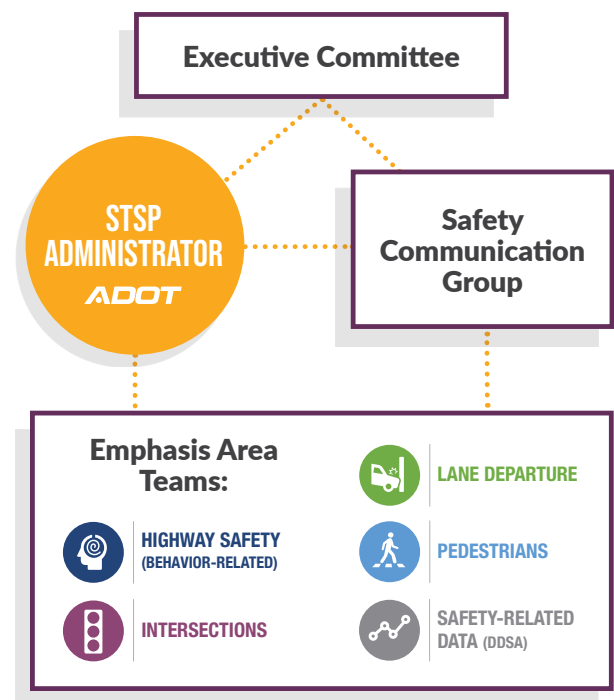 Executive Committee
STSP
ADMINISTRATOR
ADOT
Safety
Communication
Group
Emphasis Area
Teams:
HIGHWAY SAFETY
(BEHAVIOR-RELATED)
INTERSECTIONS
LANE DEPARTURE
PEDESTRIANS
SAFETY-RELATED
DATA (DDSA)